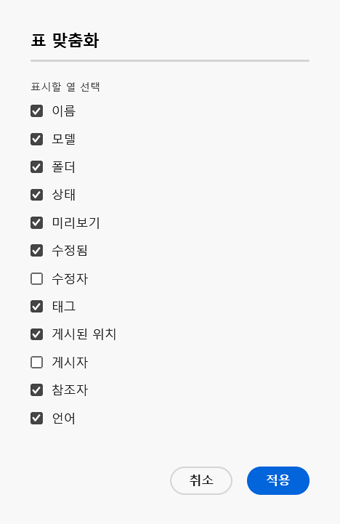 표 맞춤화
표시할 열 선택
이름
모델
폴더
상태
미리보기
수정됨
수정자
태그
게시된 위치
게시자
참조자
언어
취소 적용